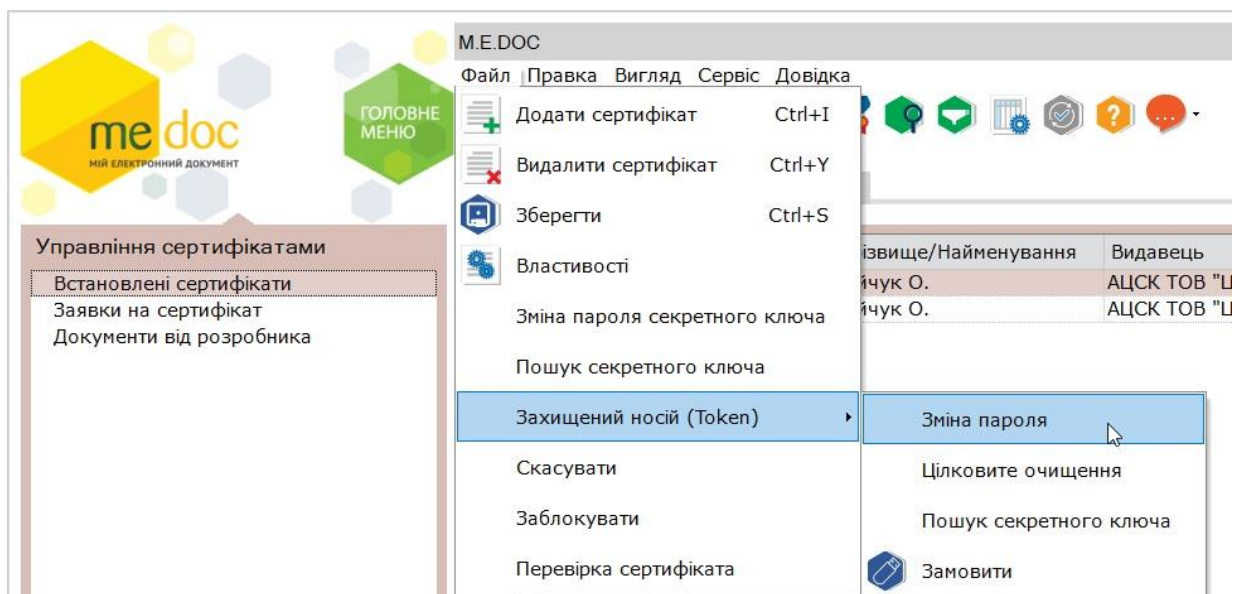 me doc
МІЙ ЕЛЕКТРОННИЙ ДОКУМЕНТ
ГОЛОВНЕ
МЕНЮ
M.E.DOC
Файл Правка Вигляд Сервіс Довідка
Додати сертифікат Ctrl+I
Видалити сертифікат Ctrl+Y
Зберегти Ctrl+S
Властивості
Зміна пароля секретного ключа
Пошук секретного ключа
Захищений носій (Token)
Скасувати
Заблокувати
Перевірка сертифіката
Управління сертифікатами
Встановлені сертифікати
Заявки на сертифікат
Документи від розробника
ізвище/Найменування Видавець
йчук О. АЦСК ТОВ "Ц
йчук О. АЦСК ТОВ "Ц
Зміна пароля
Цілковите очищення
Пошук секретного ключа
Замовити